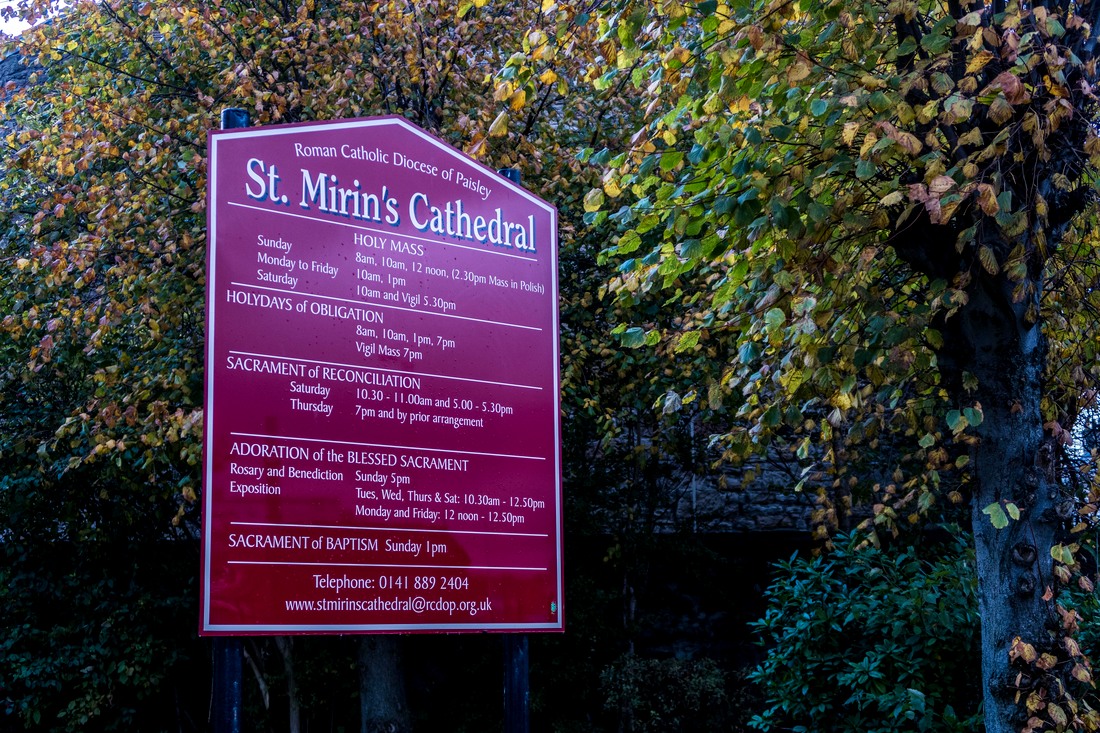 Roman Catholic Diocese of Paisley
St. Mirin's Cathedral
HOLY MASS
Sunday 8am, 10am, 12 noon, (2.30pm Mass in Polish)
Monday to Friday 10am, 1pm
Saturday 10am and Vigil 5.30pm
HOLYDAYS of OBLIGATION
8am, 10am, 1pm, 7pm
Vigil Mass 7pm
SACRAMENT of RECONCILIATION
Saturday 10.30 - 11.00am and 5.00 - 5.30pm
Thursday 7pm and by prior arrangement
ADORATION of the BLESSED SACRAMENT
Rosary and Benediction Sunday 5pm
Exposition Tues, Wed, Thurs & Sat: 10.30am - 12.50pm
Monday and Friday: 12 noon - 12.50pm
SACRAMENT of BAPTISM Sunday 1pm
Telephone: 0141 889 2404
www.stmirinscathedral@rcdop.org.uk